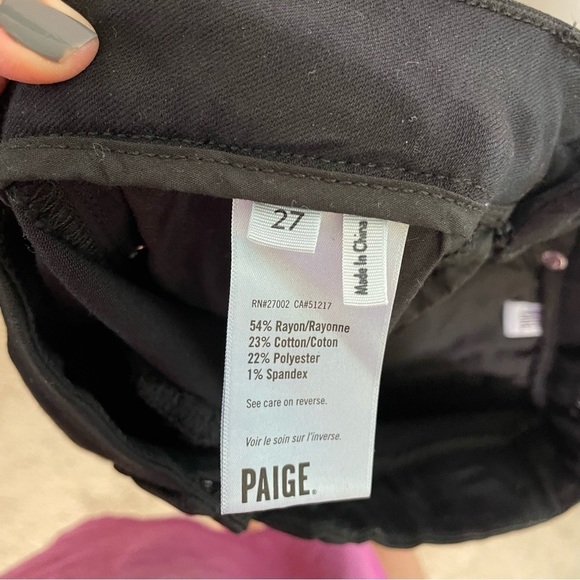 27
Made In China
RN#27002 CA#51217
54% Rayon/Rayonne
23% Cotton/Coton
22% Polyester
1% Spandex
See care on reverse.
Voir le soin sur l'inverse.
PAIGE.